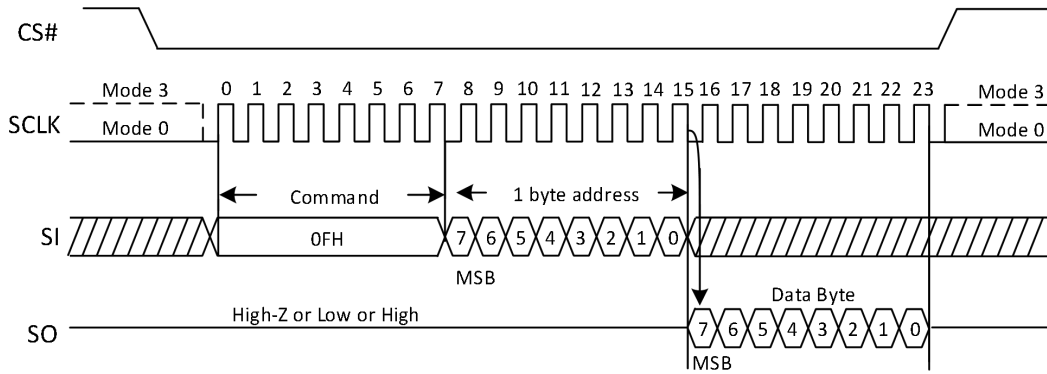 CS#
0 1 2 3 4 5 6 7 8 9 10 11 12 13 14 15 16 17 18 19 20 21 22 23
Mode 3 Mode 3
SCLK Mode 0 Mode 0
Command 1 byte address
SI 0FH 7 6 5 4 3 2 1 0
MSB
High-Z or Low or High Data Byte
SO 7 6 5 4 3 2 1 0
MSB